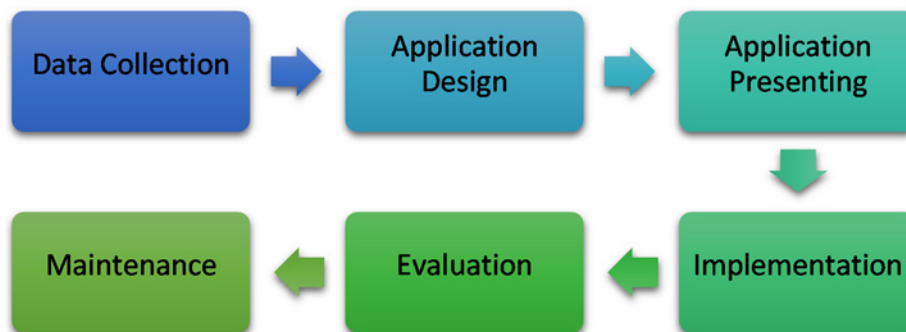 Data Collection
Application
Design
Application
Presenting
Implementation
Evaluation
Maintenance